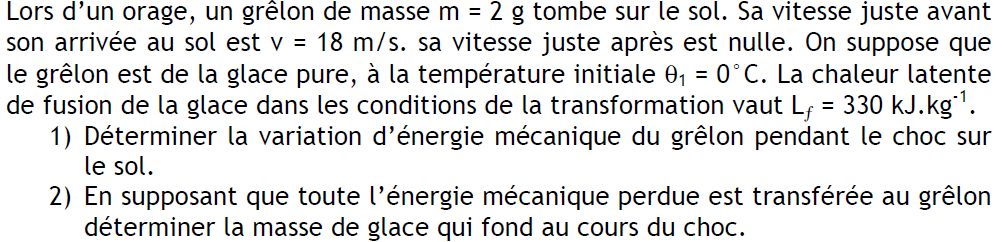 Lors d’un orage, un grêlon de masse m = 2 g tombe sur le sol. Sa vitesse juste avant
son arrivée au sol est v = 18 m/s. sa vitesse juste après est nulle. On suppose que
le grêlon est de la glace pure, à la température initiale θ₁ = 0°C. La chaleur latente
de fusion de la glace dans les conditions de la transformation vaut L_f = 330 kJ.kg⁻¹.
1) Déterminer la variation d’énergie mécanique du grêlon pendant le choc sur
le sol.
2) En supposant que toute l’énergie mécanique perdue est transférée au grêlon
déterminer la masse de glace qui fond au cours du choc.